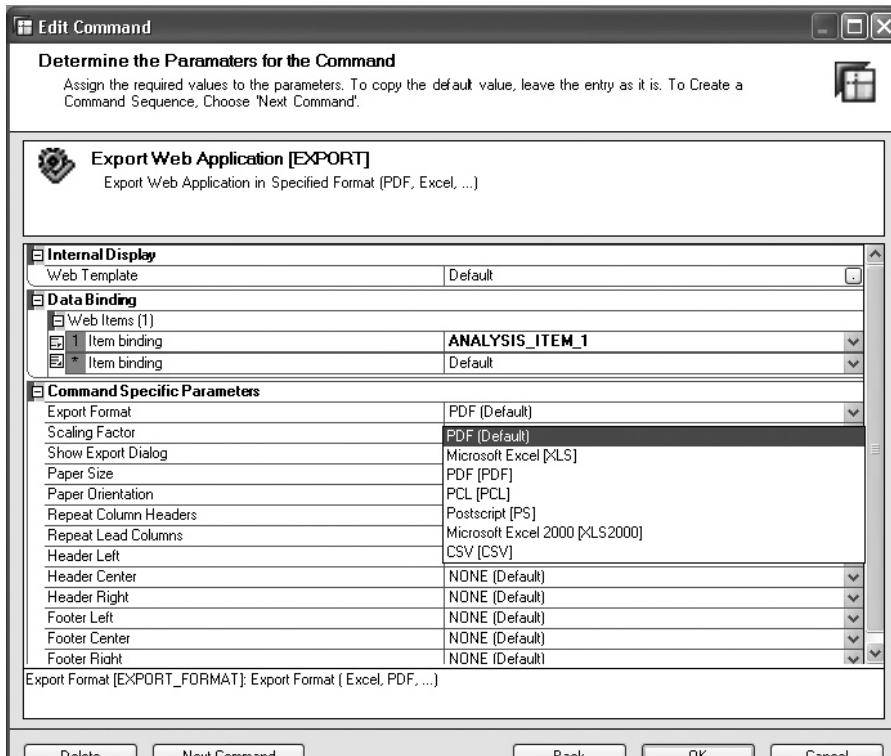 Edit Command
Determine the Paramaters for the Command
Assign the required values to the parameters. To copy the default value, leave the entry as it is. To Create a
Command Sequence, Choose 'Next Command'.
Export Web Application [EXPORT]
Export Web Application in Specified Format (PDF, Excel, ...)
Internal Display
Web Template Default
Data Binding
Web Items (1)
1 Item binding ANALYSIS_ITEM_1
* Item binding Default
Command Specific Parameters
Export Format PDF (Default)
Scaling Factor PDF (Default)
Show Export Dialog Microsoft Excel [XLS]
Paper Size PDF [PDF]
Paper Orientation PCL [PCL]
Repeat Column Headers Postscript [PS]
Repeat Lead Columns Microsoft Excel 2000 [XLS2000]
Header Left CSV [CSV]
Header Center NONE (Default)
Header Right NONE (Default)
Footer Left NONE (Default)
Footer Center NONE (Default)
Footer Right NONE (Default)
Export Format [EXPORT_FORMAT]: Export Format ( Excel, PDF, ...)
Delete Next Command Back OK Cancel